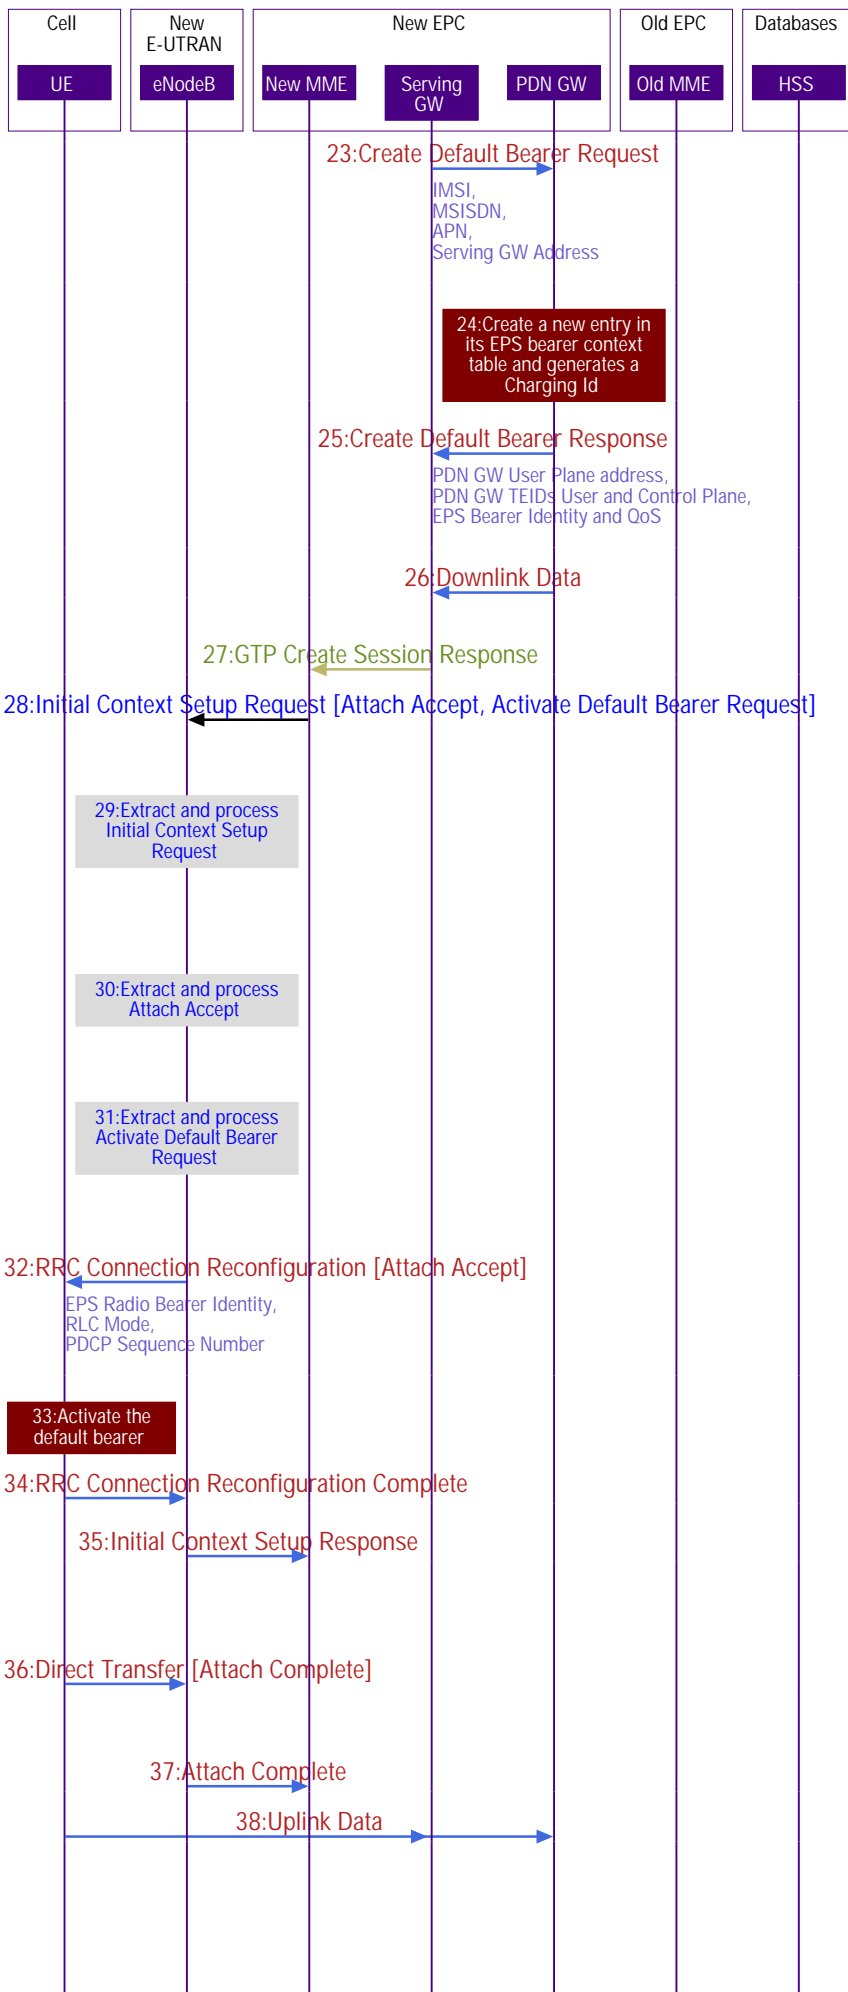 Cell
New
E-UTRAN
New EPC
Old EPC
Databases
UE
eNodeB
New MME
Serving
GW
PDN GW
Old MME
HSS
23:Create Default Bearer Request
IMSI,
MSISDN,
APN,
Serving GW Address
24:Create a new entry in
its EPS bearer context
table and generates a
Charging Id
25:Create Default Bearer Response
PDN GW User Plane address,
PDN GW TEIDs User and Control Plane,
EPS Bearer Identity and QoS
26:Downlink Data
27:GTP Create Session Response
28:Initial Context Setup Request [Attach Accept, Activate Default Bearer Request]
29:Extract and process
Initial Context Setup
Request
30:Extract and process
Attach Accept
31:Extract and process
Activate Default Bearer
Request
32:RRC Connection Reconfiguration [Attach Accept]
EPS Radio Bearer Identity,
RLC Mode,
PDCP Sequence Number
33:Activate the
default bearer
34:RRC Connection Reconfiguration Complete
35:Initial Context Setup Response
36:Direct Transfer [Attach Complete]
37:Attach Complete
38:Uplink Data